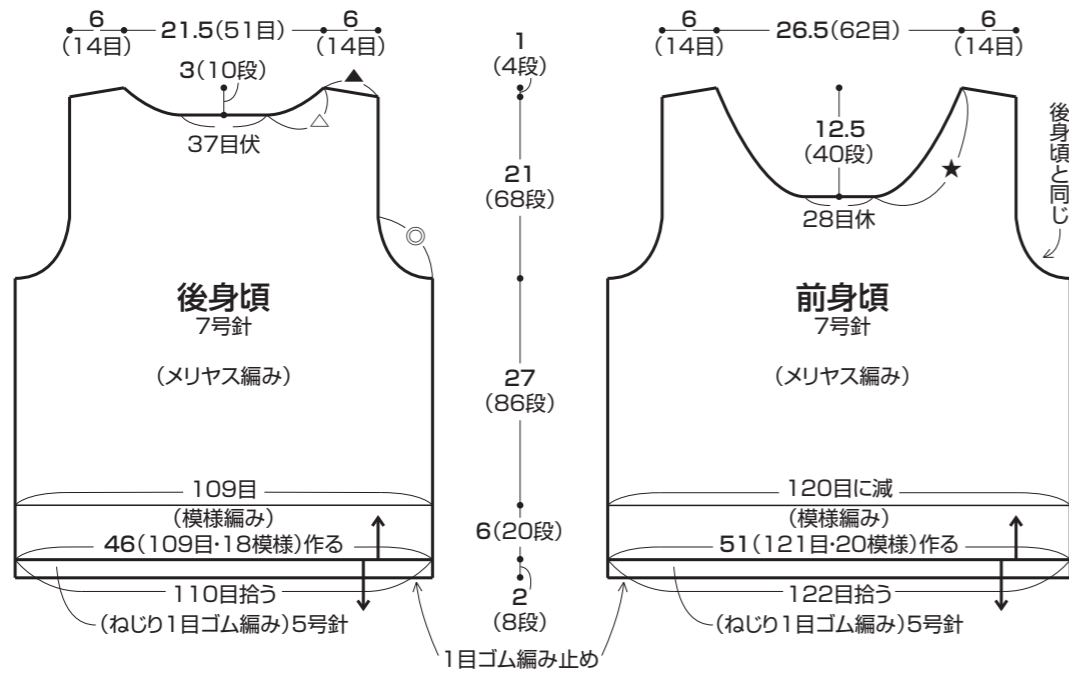 6
(14目)
21.5(51目)
6
(14目)
3(10段)
▲
△
37目伏
◎
後身頃
7号針
(メリヤス編み)
109目
(模様編み)
46(109目・18模様)作る
110目拾う
(ねじり1目ゴム編み)5号針
1
(4段)
21
(68段)
27
(86段)
6(20段)
2
(8段)
1目ゴム編み止め
6
(14目)
26.5(62目)
6
(14目)
12.5
(40段)
★
28目休
後身頃と同じ
前身頃
7号針
(メリヤス編み)
120目に減
(模様編み)
51(121目・20模様)作る
122目拾う
(ねじり1目ゴム編み)5号針